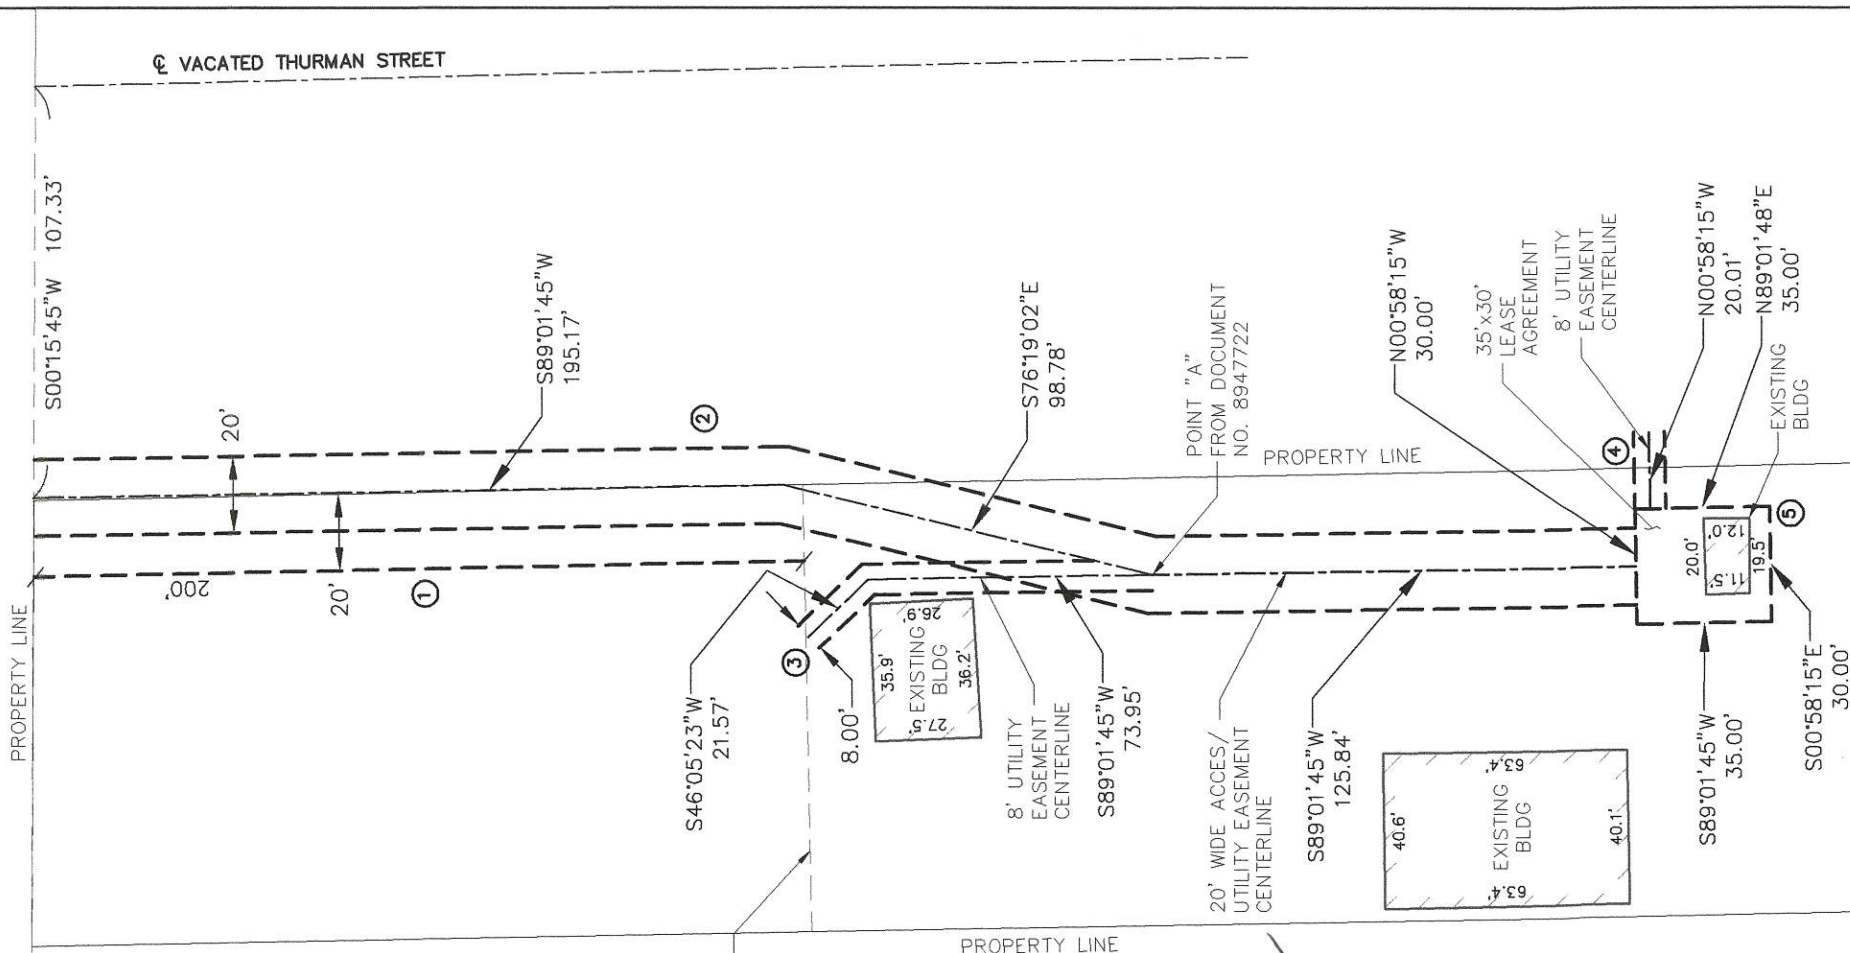 ℄ VACATED THURMAN STREET
S00°15'45"W 107.33'
PROPERTY LINE
20'
200'
20'
①
②
S89°01'45"W
195.17'
S76°19'02"E
98.78'
POINT "A"
FROM DOCUMENT
NO. 8947722
PROPERTY LINE
N00°58'15"W
30.00'
35'x30'
LEASE
AGREEMENT
8' UTILITY
EASEMENT
CENTERLINE
N00°58'15"W
20.01'
N89°01'48"E
35.00'
EXISTING
BLDG
④
⑤
20.0'
12.0'
11.5'
19.5'
③
S46°05'23"W
21.57'
8.00'
35.9'
26.9'
EXISTING
BLDG
27.5'
36.2'
8' UTILITY
EASEMENT
CENTERLINE
S89°01'45"W
73.95'
20' WIDE ACCES/
UTILITY EASEMENT
CENTERLINE
S89°01'45"W
125.84'
40.6'
63.4'
EXISTING
BLDG
63.4'
40.1'
S89°01'45"W
35.00'
S00°58'15"E
30.00'
PROPERTY LINE